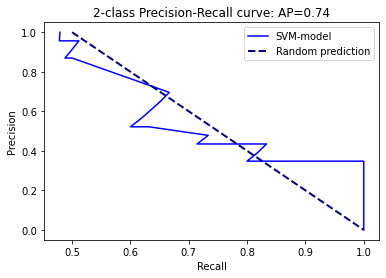 2-class Precision-Recall curve: AP=0.74
SVM-model
Random prediction
1.0
0.8
0.6
0.4
0.2
0.0
Precision
0.5
0.6
0.7
0.8
0.9
1.0
Recall